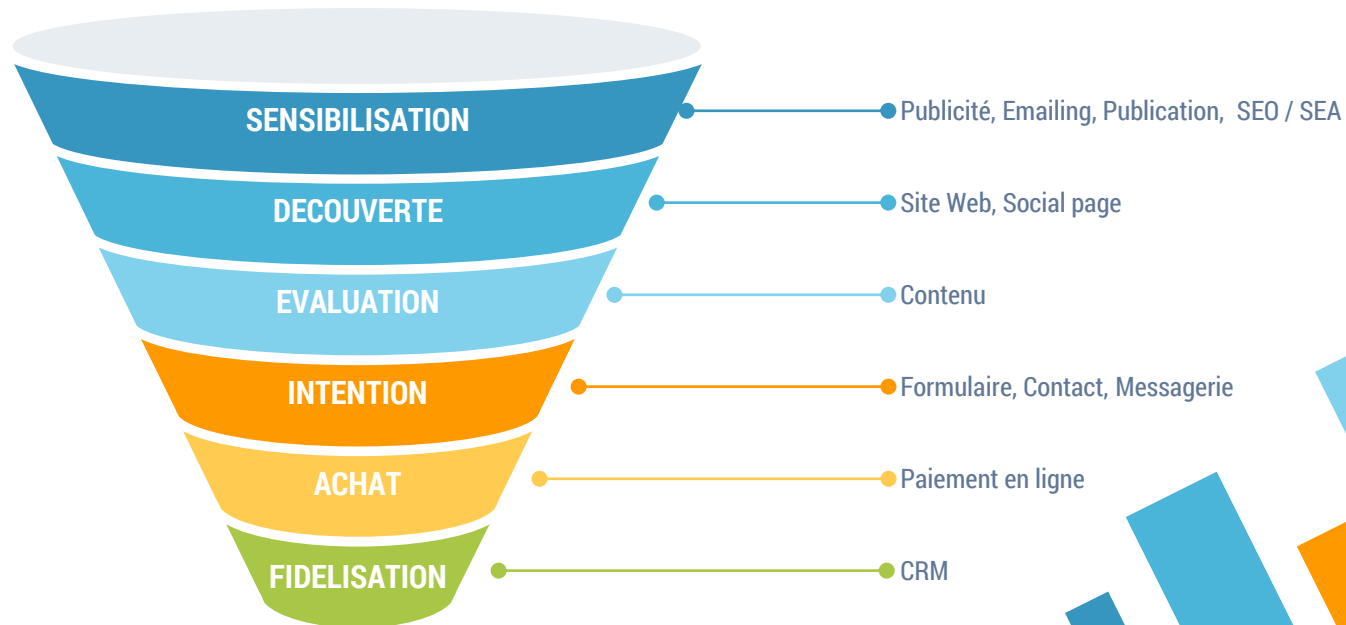 SENSIBILISATION
Publicité, Emailing, Publication, SEO / SEA
DECOUVERTE
Site Web, Social page
EVALUATION
Contenu
INTENTION
Formulaire, Contact, Messagerie
ACHAT
Paiement en ligne
FIDELISATION
CRM